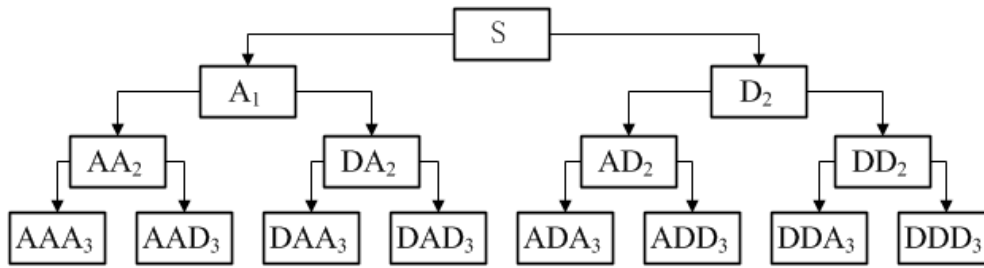 S
A₁ D₂
AA₂ DA₂ AD₂ DD₂
AAA₃ AAD₃ DAA₃ DAD₃ ADA₃ ADD₃ DDA₃ DDD₃